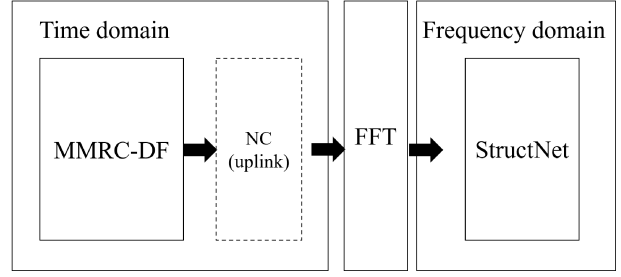 Time domain
Frequency domain
MMRC-DF
NC
(uplink)
FFT
StructNet